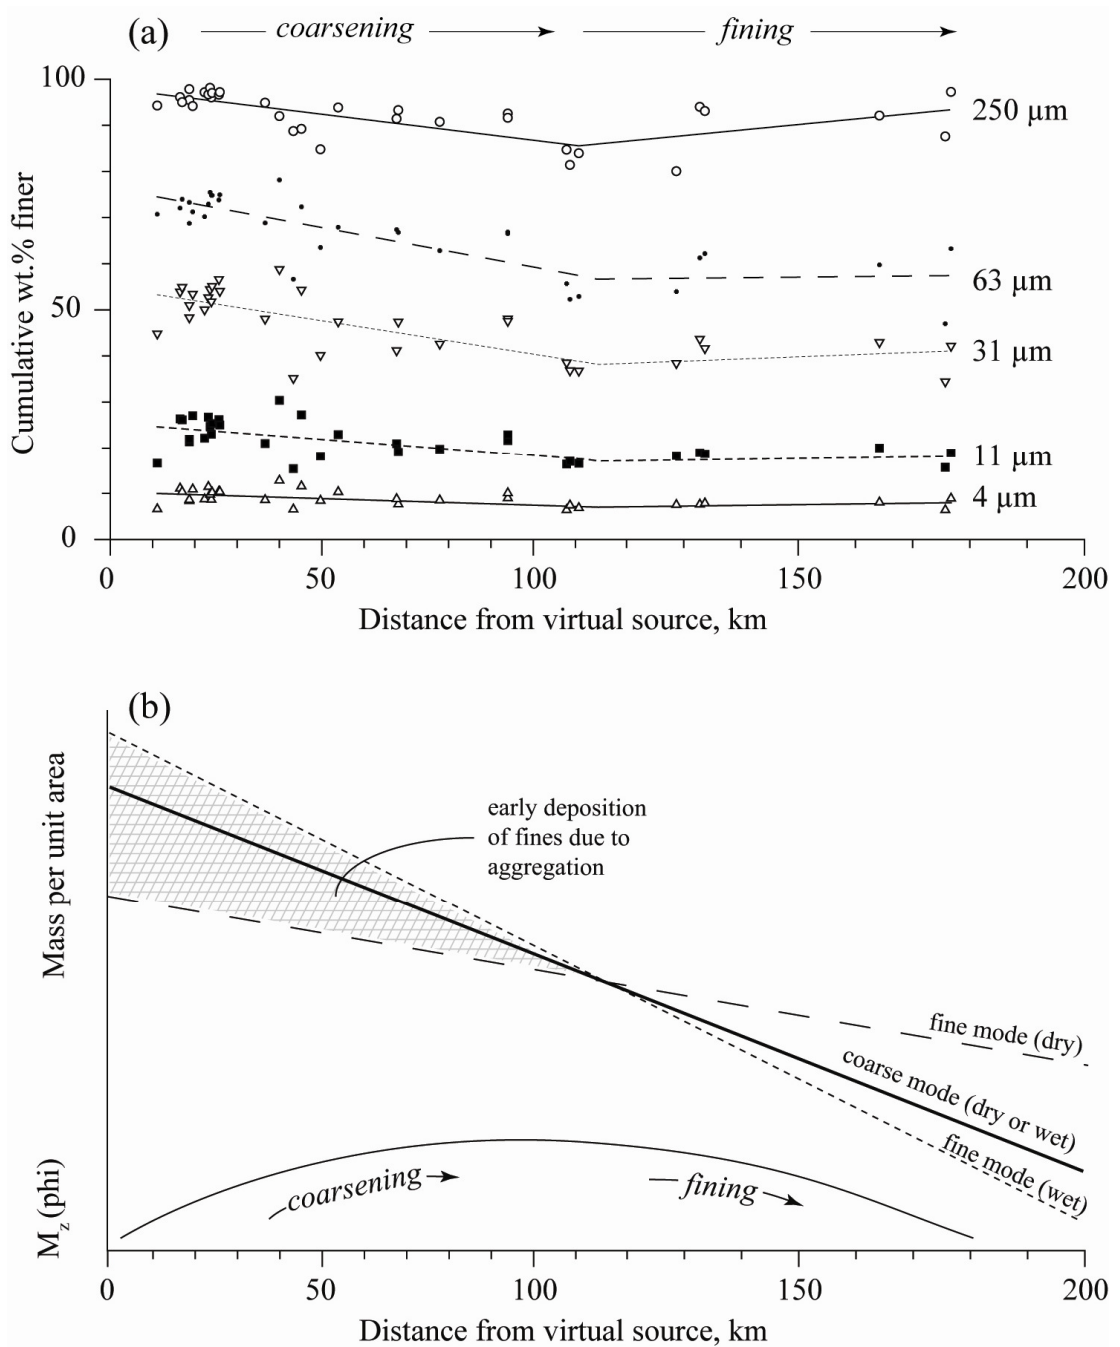 (a)
coarsening
fining
100
50
0
Cumulative wt.% finer
250 µm
63 µm
31 µm
11 µm
4 µm
0 50 100 150 200
Distance from virtual source, km
(b)
Mass per unit area
early deposition
of fines due to
aggregation
fine mode (dry)
coarse mode (dry or wet)
fine mode (wet)
Mz (phi)
coarsening
fining
0 50 100 150 200
Distance from virtual source, km